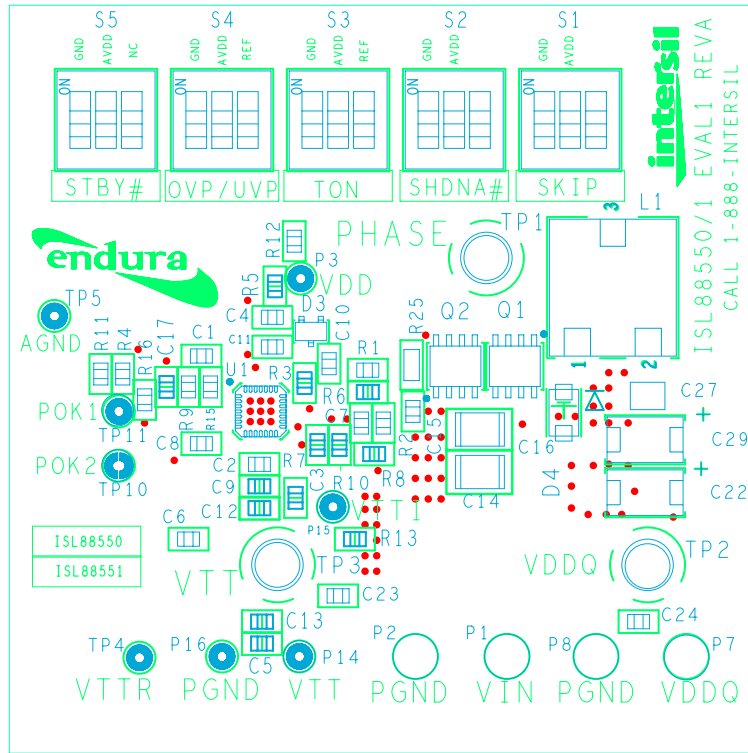 S5 S4 S3 S2 S1
GND AVDD NC GND AVDD REF GND AVDD REF GND AVDD GND AVDD
ON ON ON ON ON
STBY# OVP/UVP TON SHDNA# SKIP
intersil
ISL88550/1 EVAL1 REVA
CALL 1-888-INTERSIL
endura
R12
PHASE
TP1
3
L1
P3
VDD
R5
TP5
AGND
C4
D3
C10
R25
Q2 Q1
R11 R4 R16 C17 C1
C11
U1
R3
R1
R6
1 2
POK1
TP11
R9
R15
C8
C7
R2
C16
C27
+
C29
POK2
TP10
C2
C9
C12
R7
C3
R8
R10
C14
D4
+
C22
C6
P15
VTTI
R13
ISL88550
ISL88551
VTT
TP3
VDDQ
TP2
C23
C13
C5
C24
TP4
VTTR
P16
PGND
P14
VTT
P2
PGND
P1
VIN
P8
PGND
P7
VDDQ